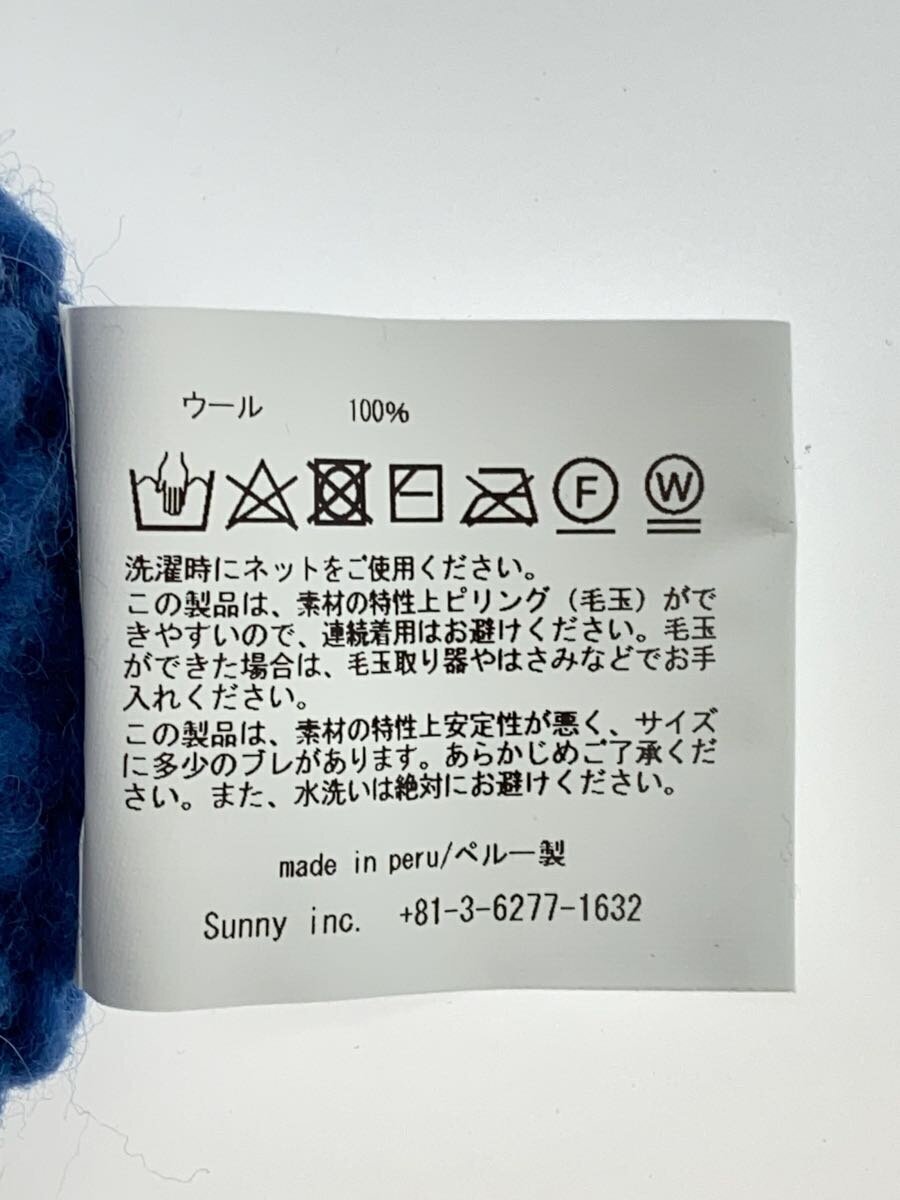 ウール 100%
F W
洗濯時にネットをご使用ください。
この製品は、素材の特性上ピリング（毛玉）がで
きやすいので、連続着用はお避けください。毛玉
ができた場合は、毛玉取り器やはさみなどでお手
入れください。
この製品は、素材の特性上安定性が悪く、サイズ
に多少のブレがあります。あらかじめご了承くだ
さい。また、水洗いは絶対にお避けください。
made in peru/ペルー製
Sunny inc. +81-3-6277-1632